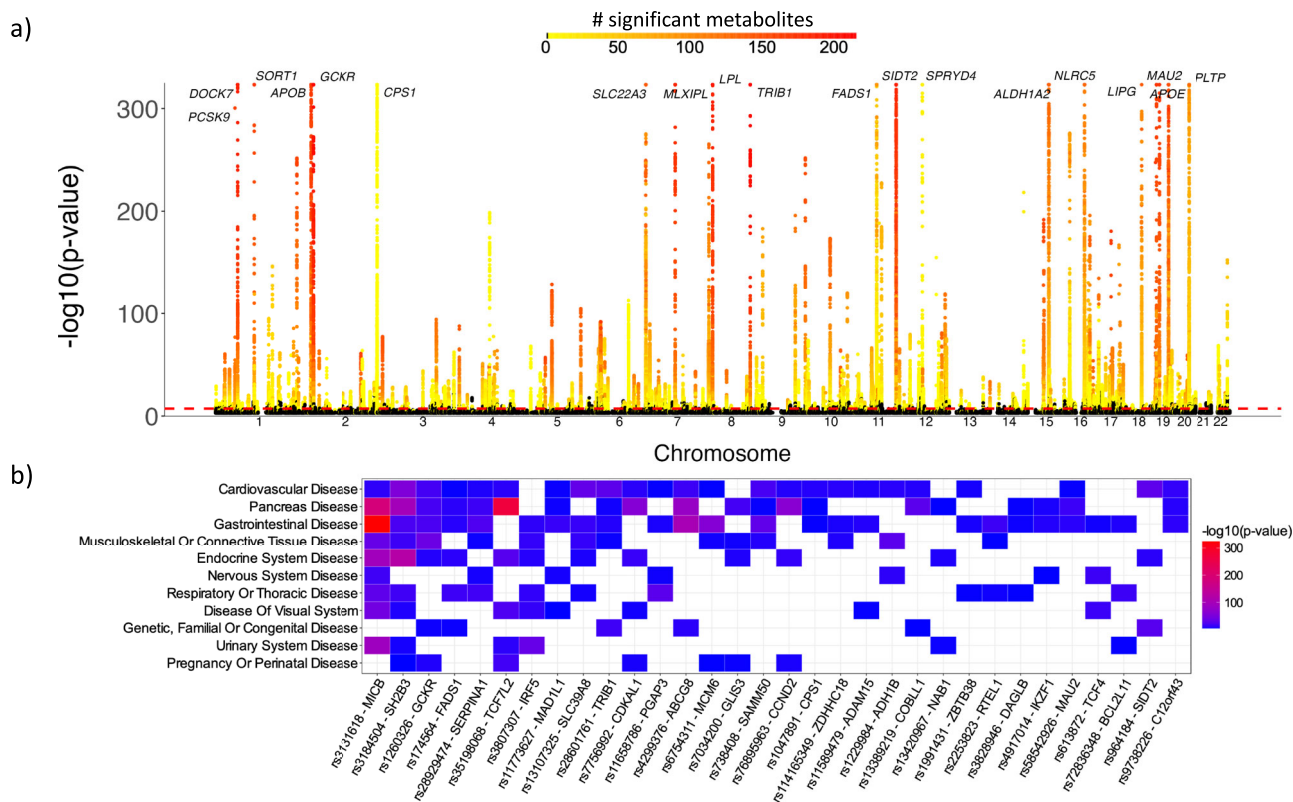 a)
# significant metabolites
0 50 100 150 200
SORT1 GCKR LPL SIDT2 SPRYD4 NLRC5 MAU2 PLTP
DOCK7 APOB CPS1 SLC22A3 MLXIPL TRIB1 FADS1 ALDH1A2 LIPG APOE
PCSK9
-log10(p-value)
300
200
100
0
1 2 3 4 5 6 7 8 9 10 11 12 13 14 15 16 17 18 19 20 21 22
Chromosome
b)
Cardiovascular Disease
Pancreas Disease
Gastrointestinal Disease
Musculoskeletal Or Connective Tissue Disease
Endocrine System Disease
Nervous System Disease
Respiratory Or Thoracic Disease
Disease Of Visual System
Genetic, Familial Or Congenital Disease
Urinary System Disease
Pregnancy Or Perinatal Disease
-log10(p-value)
300
200
100
rs3131618 - MICB
rs3184504 - SH2B3
rs1260326 - GCKR
rs174564 - FADS1
rs28929474 - SERPINA1
rs35198068 - TCF7L2
rs3807307 - IRF5
rs11773627 - MAD1L1
rs13107325 - SLC39A8
rs28601761 - TRIB1
rs7756992 - CDKAL1
rs11658786 - PGAP3
rs4299376 - ABCG8
rs6754311 - MCM6
rs7034200 - GLIS3
rs738408 - SAMM50
rs76895963 - CCND2
rs1047891 - CPS1
rs114165349 - ZDHHC18
rs11589479 - ADAM15
rs1229984 - ADH1B
rs13389219 - COBLL1
rs13420967 - NAB1
rs1991431 - ZBTB38
rs2253823 - RTEL1
rs3828946 - DAGLB
rs4917014 - IKZF1
rs58542926 - MAU2
rs8613872 - TCF4
rs72836348 - BCL2L11
rs964184 - SIDT2
rs9738226 - C12orf43